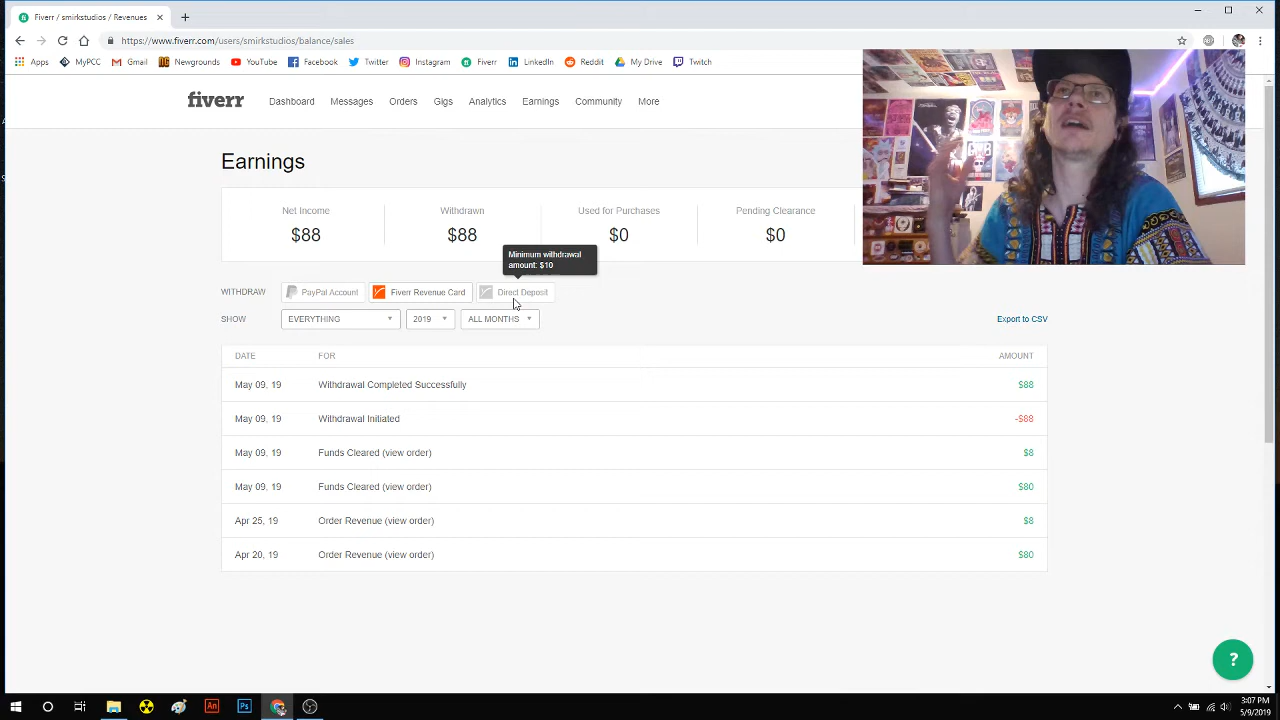 Fiverr / smirkstudios / Revenues
https://www.fiverr.com/users/smirkstudios/balance/sales
Apps MyPCC Gmail Newgrounds YouTube Facebook Twitter Instagram Fiverr LinkedIn Reddit My Drive Twitch
fiverr Dashboard Messages Orders Gigs Analytics Earnings Community More
Earnings
Net Income Withdrawn Used for Purchases Pending Clearance
$88 $88 $0 $0
Minimum withdrawal
amount: $10
WITHDRAW PayPal Account Fiverr Revenue Card Direct Deposit
SHOW EVERYTHING 2019 ALL MONTHS Export to CSV
DATE FOR AMOUNT
May 09, 19 Withdrawal Completed Successfully $88
May 09, 19 Withdrawal Initiated -$88
May 09, 19 Funds Cleared (view order) $8
May 09, 19 Funds Cleared (view order) $80
Apr 25, 19 Order Revenue (view order) $8
Apr 20, 19 Order Revenue (view order) $80
?
An Ps 3:07 PM
5/9/2019